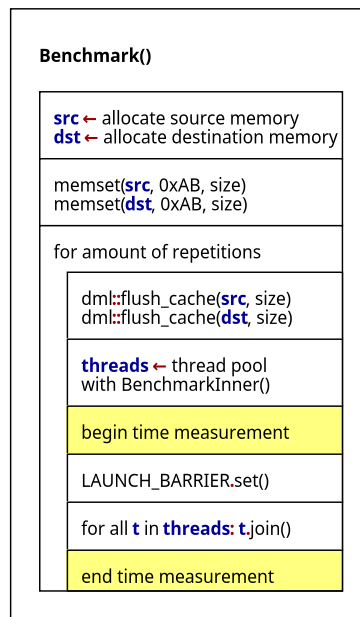 Benchmark()
src ← allocate source memory
dst ← allocate destination memory
memset(src, 0xAB, size)
memset(dst, 0xAB, size)
for amount of repetitions
dml::flush_cache(src, size)
dml::flush_cache(dst, size)
threads ← thread pool
with BenchmarkInner()
begin time measurement
LAUNCH_BARRIER.set()
for all t in threads: t.join()
end time measurement